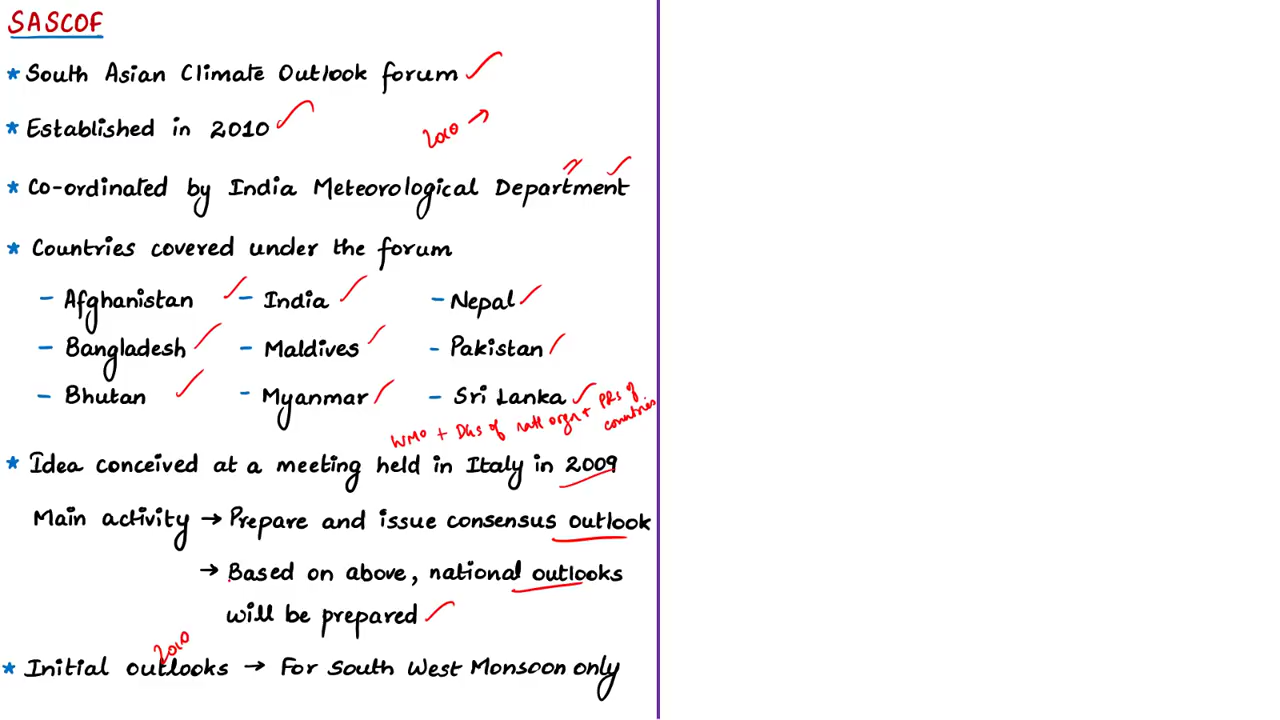 SASCOF
* South Asian Climate Outlook forum
* Established in 2010
2010 →
* Co-ordinated by India Meteorological Department
* Countries covered under the forum
- Afghanistan - India - Nepal
- Bangladesh - Maldives - Pakistan
- Bhutan - Myanmar - Sri Lanka
WMO + DGs of natl orgn + PRs of
countries
* Idea conceived at a meeting held in Italy in 2009
Main activity → Prepare and issue consensus outlook
→ Based on above, national outlooks
will be prepared
2010
* Initial outlooks → For South West Monsoon only